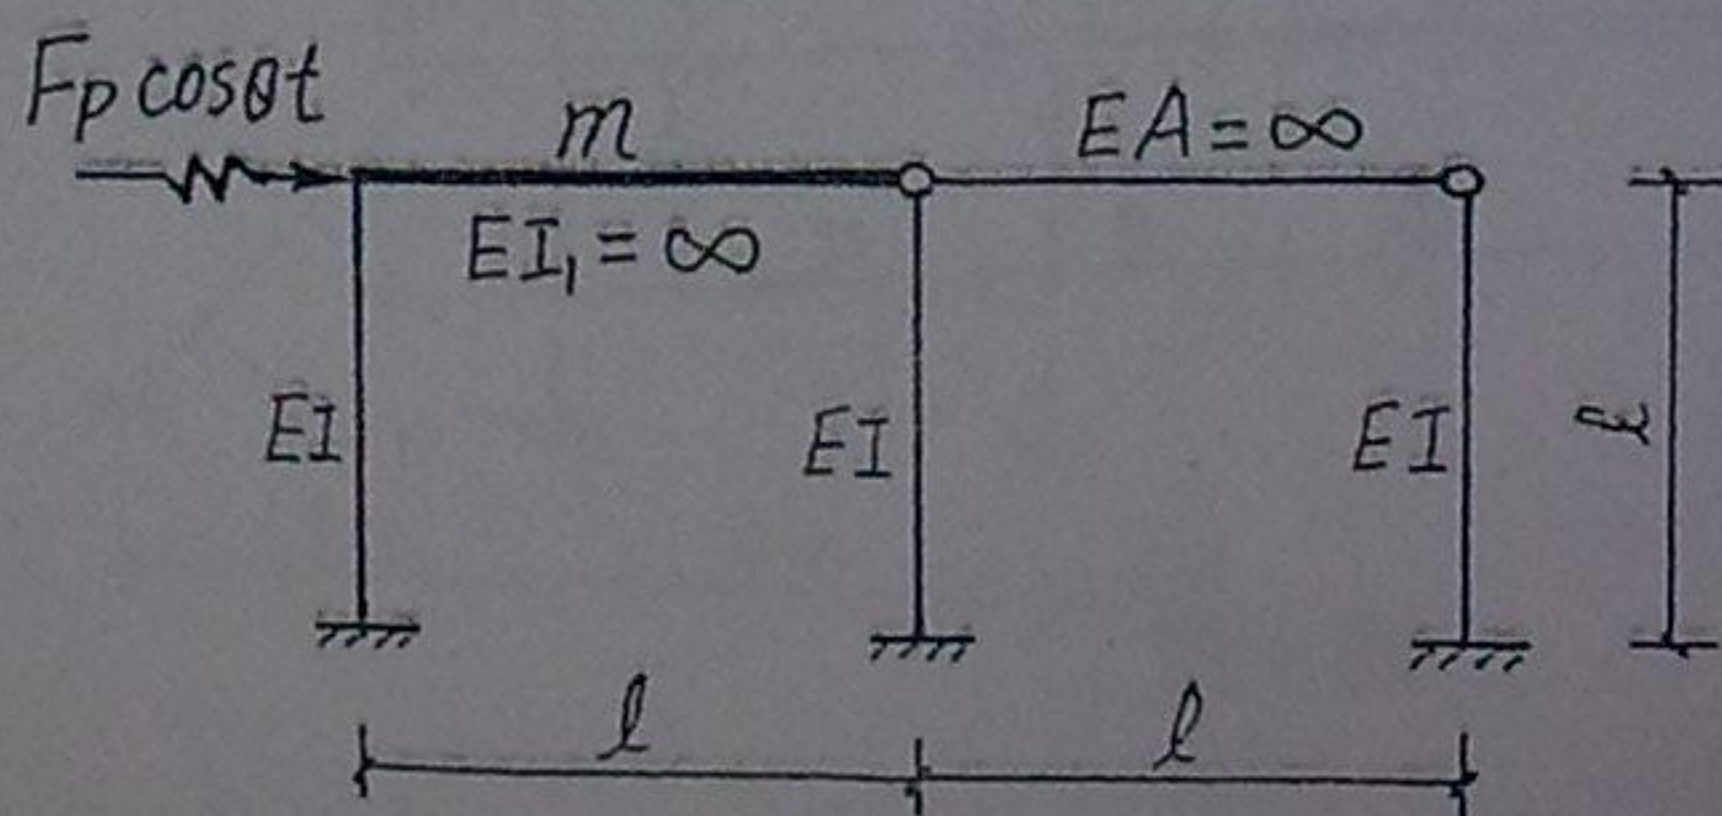 Fp cosθt
m
EA=∞
EI₁=∞
EI
EI
EI
l
l
l